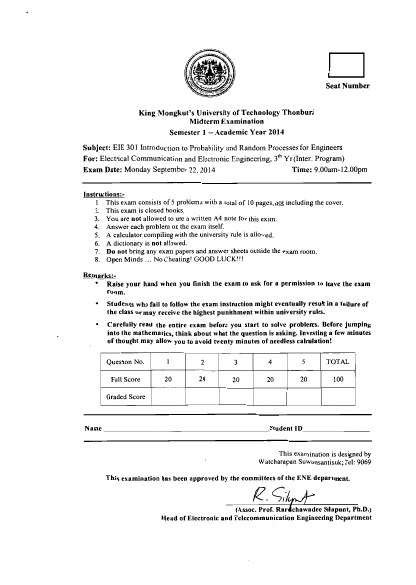 Seat Number
King Mongkut's University of Technology Thonburi
Midterm Examination
Semester 1 -- Academic Year 2014
Subject: EIE 301 Introduction to Probability and Random Processes for Engineers
For: Electrical Communication and Electronic Engineering, 3th Yr (Inter. Program)
Exam Date: Monday September 22, 2014 Time: 9.00am-12.00pm
Instructions:-
1. This exam consists of 5 problems with a total of 10 pages, not including the cover.
2. This exam is closed books.
3. You are not allowed to use a written A4 note for this exam.
4. Answer each problem on the exam itself.
5. A calculator compiling with the university rule is allowed.
6. A dictionary is not allowed.
7. Do not bring any exam papers and answer sheets outside the exam room.
8. Open Minds ... No Cheating! GOOD LUCK!!!
Remarks:-
• Raise your hand when you finish the exam to ask for a permission to leave the exam
room.
• Students who fail to follow the exam instruction might eventually result in a failure of
the class or may receive the highest punishment within university rules.
• Carefully read the entire exam before you start to solve problems. Before jumping
into the mathematics, think about what the question is asking. Investing a few minutes
of thought may allow you to avoid twenty minutes of needless calculation!
Question No. 1 2 3 4 5 TOTAL
Full Score 20 20 20 20 20 100
Graded Score
Name Student ID
This examination is designed by
Watcharapan Suwansantisuk; Tel: 9069
This examination has been approved by the committees of the ENE department.
R. Silapunt
(Assoc. Prof. Rardchawadee Silapunt, Ph.D.)
Head of Electronic and Telecommunication Engineering Department